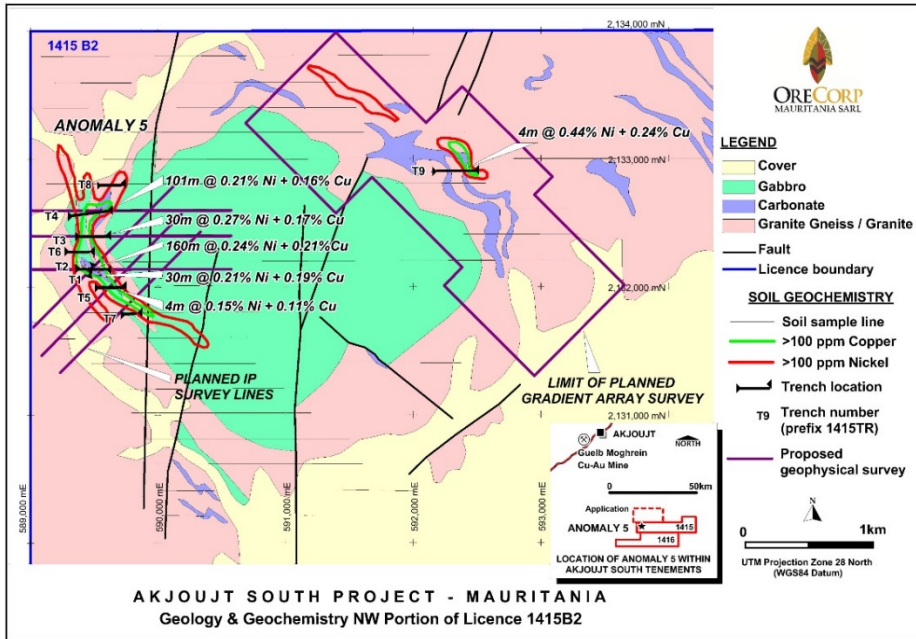 2,134,000 mN
1415 B2
ANOMALY 5
4m @ 0.44% Ni + 0.24% Cu
2,133,000 mN
T9
T8
101m @ 0.21% Ni + 0.16% Cu
T4
30m @ 0.27% Ni + 0.17% Cu
T3
T6
160m @ 0.24% Ni + 0.21%Cu
T2
T1
30m @ 0.21% Ni + 0.19% Cu
T5
2,132,000 mN
4m @ 0.15% Ni + 0.11% Cu
T7
PLANNED IP
SURVEY LINES
LIMIT OF PLANNED
GRADIENT ARRAY SURVEY
2,131,000 mN
589,000 mE
590,000 mE
591,000 mE
592,000 mE
593,000 mE
AKJOUJT
NORTH
Guelb Moghrein
Cu-Au Mine
0
50km
Application
ANOMALY 5
1415
1416
LOCATION OF ANOMALY 5 WITHIN
AKJOUJT SOUTH TENEMENTS
ORECORP
MAURITANIA SARL
LEGEND
Cover
Gabbro
Carbonate
Granite Gneiss / Granite
Fault
Licence boundary
SOIL GEOCHEMISTRY
Soil sample line
>100 ppm Copper
>100 ppm Nickel
Trench location
T9
Trench number
(prefix 1415TR)
Proposed
geophysical survey
N
0
1km
UTM Projection Zone 28 North
(WGS84 Datum)
AKJOUJT SOUTH PROJECT - MAURITANIA
Geology & Geochemistry NW Portion of Licence 1415B2